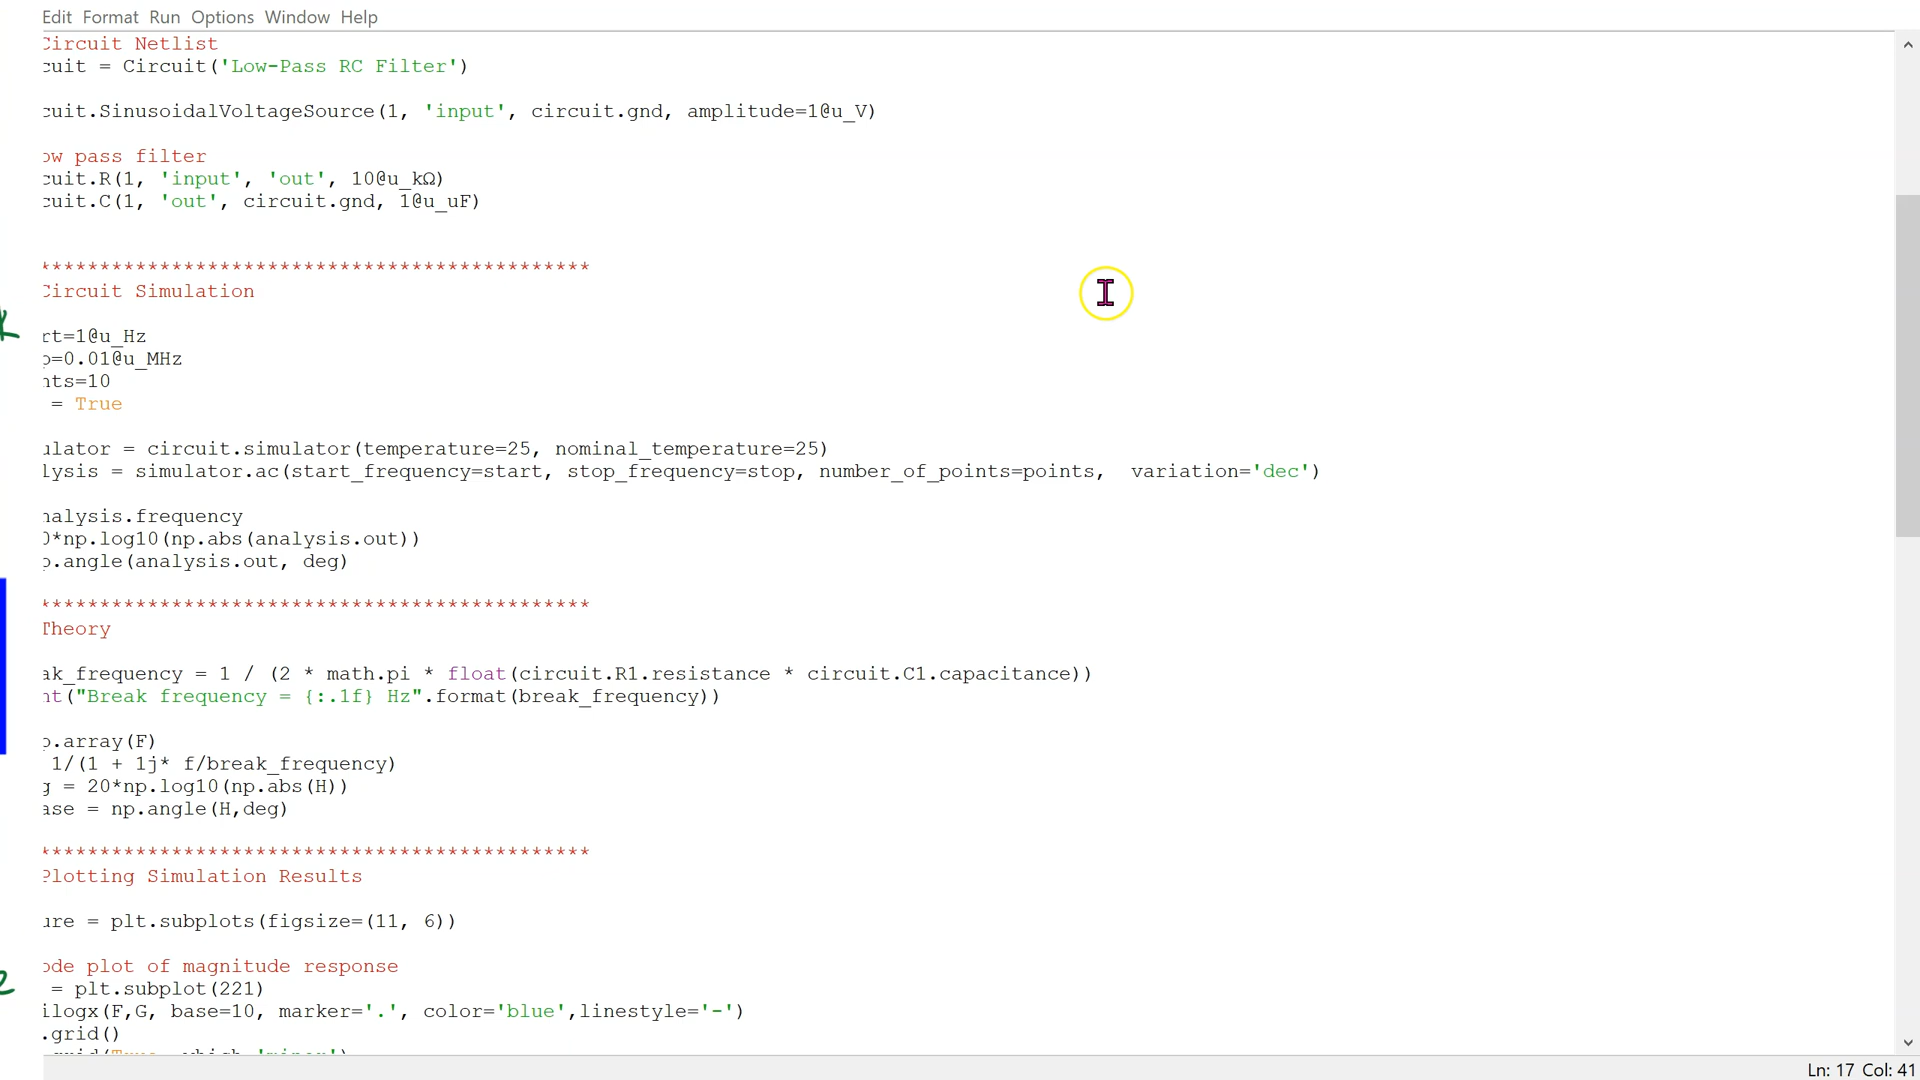 Edit Format Run Options Window Help
Circuit Netlist
cuit = Circuit('Low-Pass RC Filter')
cuit.SinusoidalVoltageSource(1, 'input', circuit.gnd, amplitude=1@u_V)
ow pass filter
cuit.R(1, 'input', 'out', 10@u_kΩ)
cuit.C(1, 'out', circuit.gnd, 1@u_uF)
**********************************************
Circuit Simulation
rt=1@u_Hz
p=0.01@u_MHz
nts=10
= True
ulator = circuit.simulator(temperature=25, nominal_temperature=25)
lysis = simulator.ac(start_frequency=start, stop_frequency=stop, number_of_points=points,  variation='dec')
nalysis.frequency
0*np.log10(np.abs(analysis.out))
p.angle(analysis.out, deg)
**********************************************
Theory
ak_frequency = 1 / (2 * math.pi * float(circuit.R1.resistance * circuit.C1.capacitance))
nt("Break frequency = {:.1f} Hz".format(break_frequency))
p.array(F)
1/(1 + 1j* f/break_frequency)
g = 20*np.log10(np.abs(H))
ase = np.angle(H,deg)
**********************************************
Plotting Simulation Results
ure = plt.subplots(figsize=(11, 6))
ode plot of magnitude response
= plt.subplot(221)
ilogx(F,G, base=10, marker='.', color='blue',linestyle='-')
.grid()
Ln: 17 Col: 41